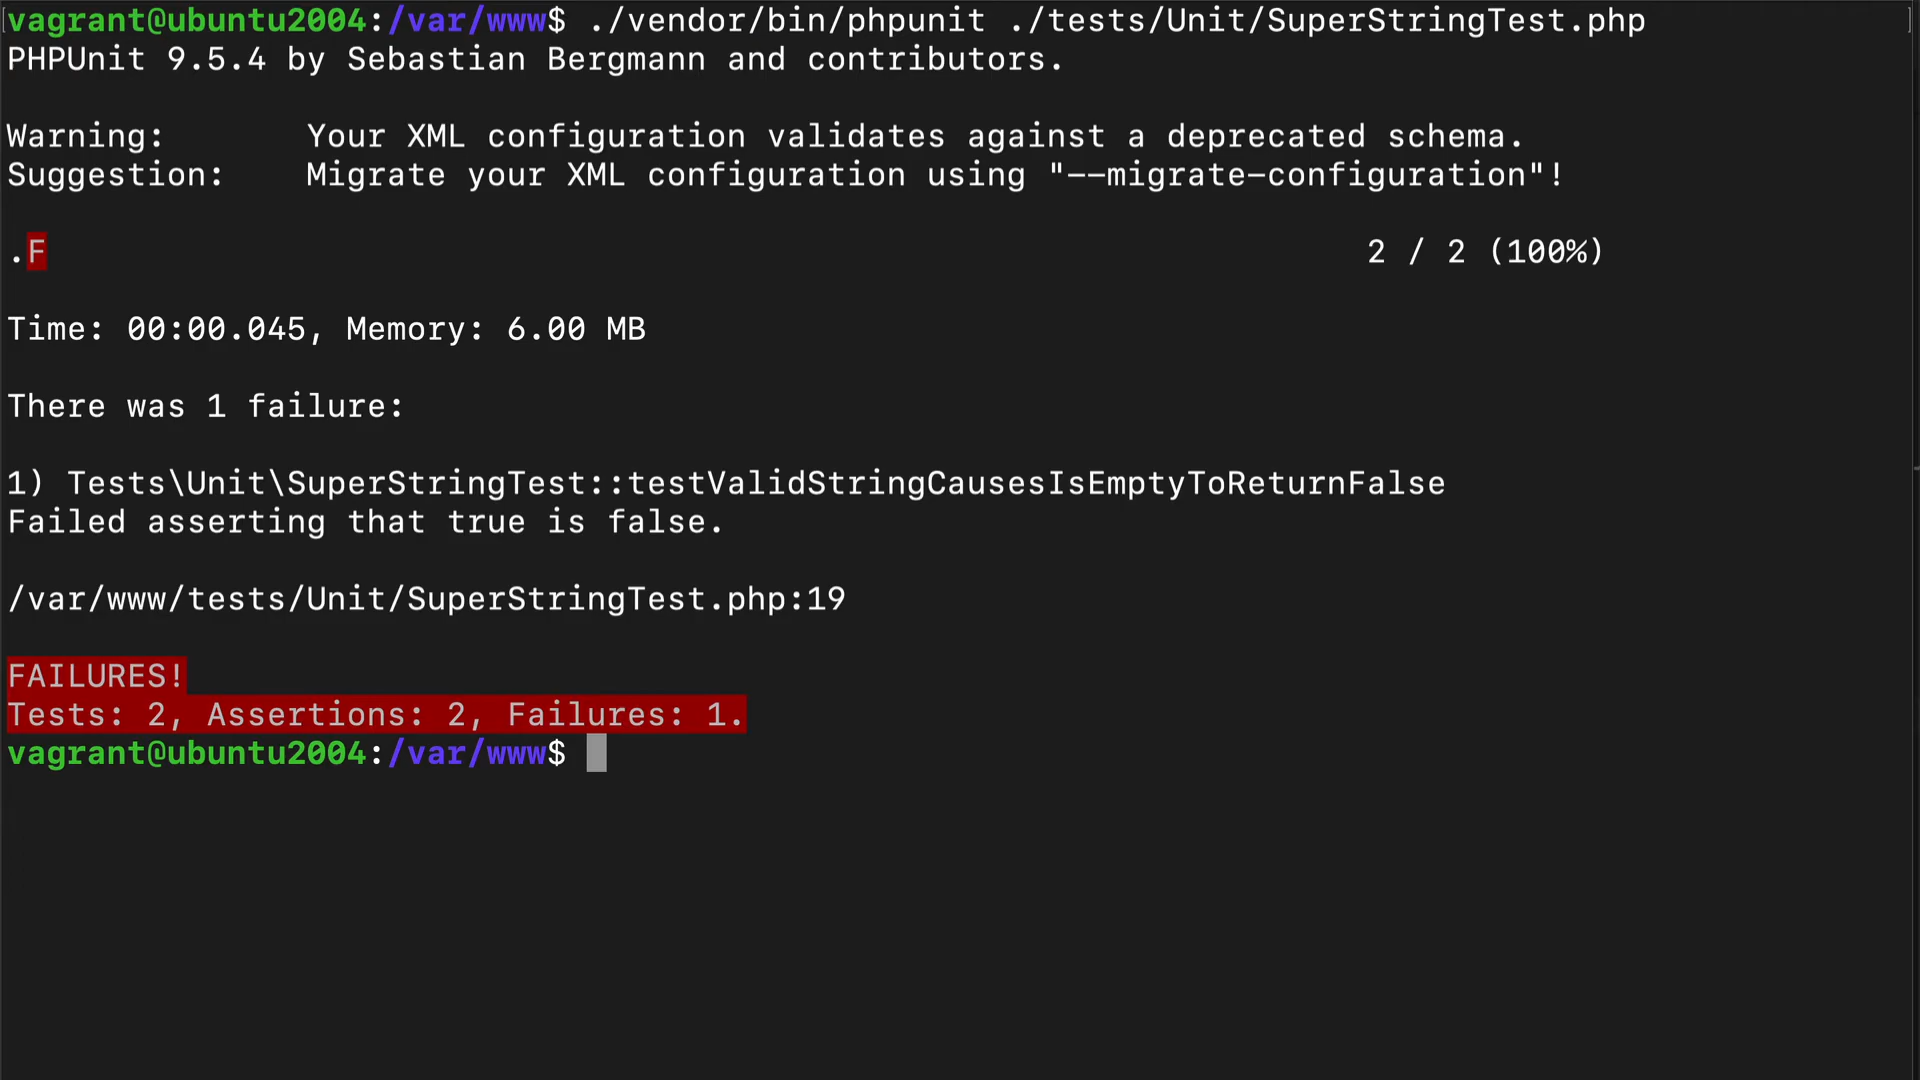 vagrant@ubuntu2004:/var/www$ ./vendor/bin/phpunit ./tests/Unit/SuperStringTest.php
PHPUnit 9.5.4 by Sebastian Bergmann and contributors.
Warning:       Your XML configuration validates against a deprecated schema.
Suggestion:    Migrate your XML configuration using "--migrate-configuration"!
.F                                                                  2 / 2 (100%)
Time: 00:00.045, Memory: 6.00 MB
There was 1 failure:
1) Tests\Unit\SuperStringTest::testValidStringCausesIsEmptyToReturnFalse
Failed asserting that true is false.
/var/www/tests/Unit/SuperStringTest.php:19
FAILURES!
Tests: 2, Assertions: 2, Failures: 1.
vagrant@ubuntu2004:/var/www$